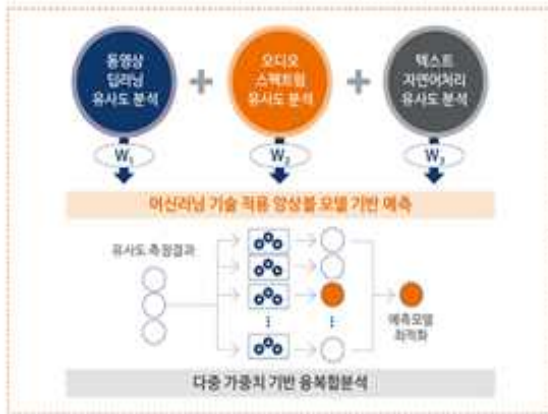 동영상
딥러닝
유사도 분석
+
오디오
스펙트럼
유사도 분석
+
텍스트
자연어처리
유사도 분석
W1
W2
W3
머신러닝 기술 적용 앙상블 모델 기반 예측
유사도 측정결과
예측모델
최적화
다중 가중치 기반 융복합분석